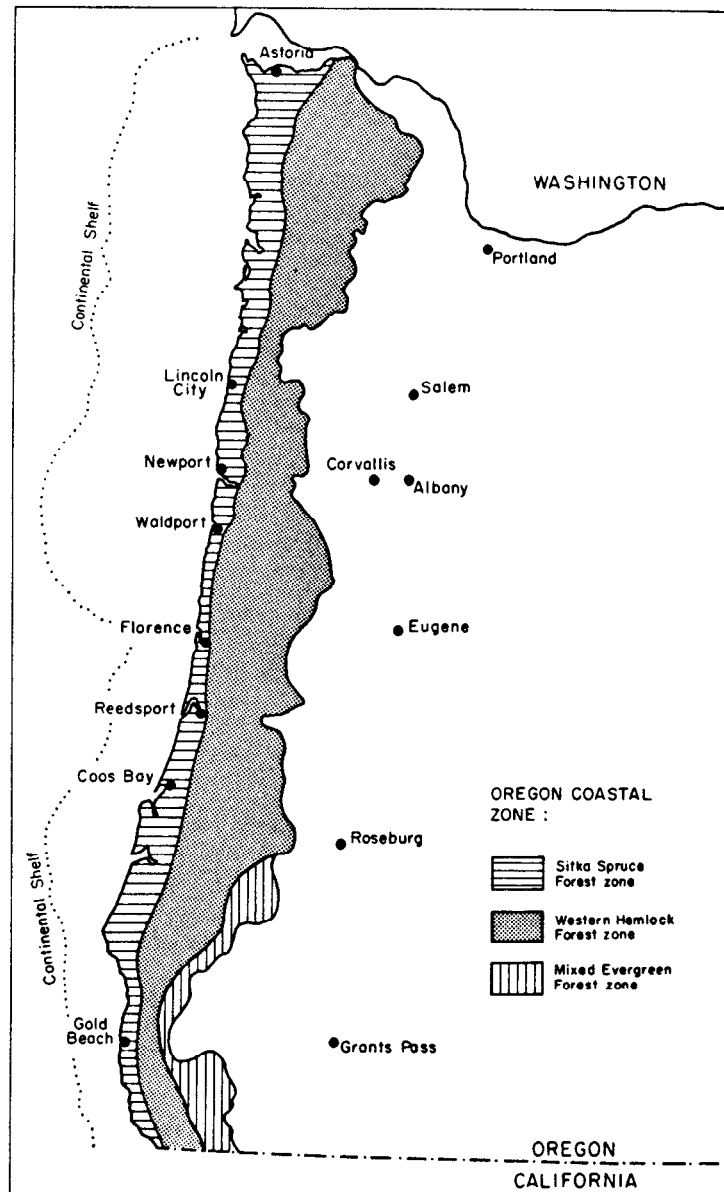 Astoria
WASHINGTON
Continental Shelf
Portland
Lincoln
City
Salem
Newport
Corvallis
Albany
Waldport
Florence
Eugene
Reedsport
Coos Bay
OREGON COASTAL
ZONE :
Roseburg
Sitka Spruce
Forest zone
Continental Shelf
Western Hemlock
Forest zone
Mixed Evergreen
Forest zone
Gold
Beach
Grants Pass
OREGON
CALIFORNIA